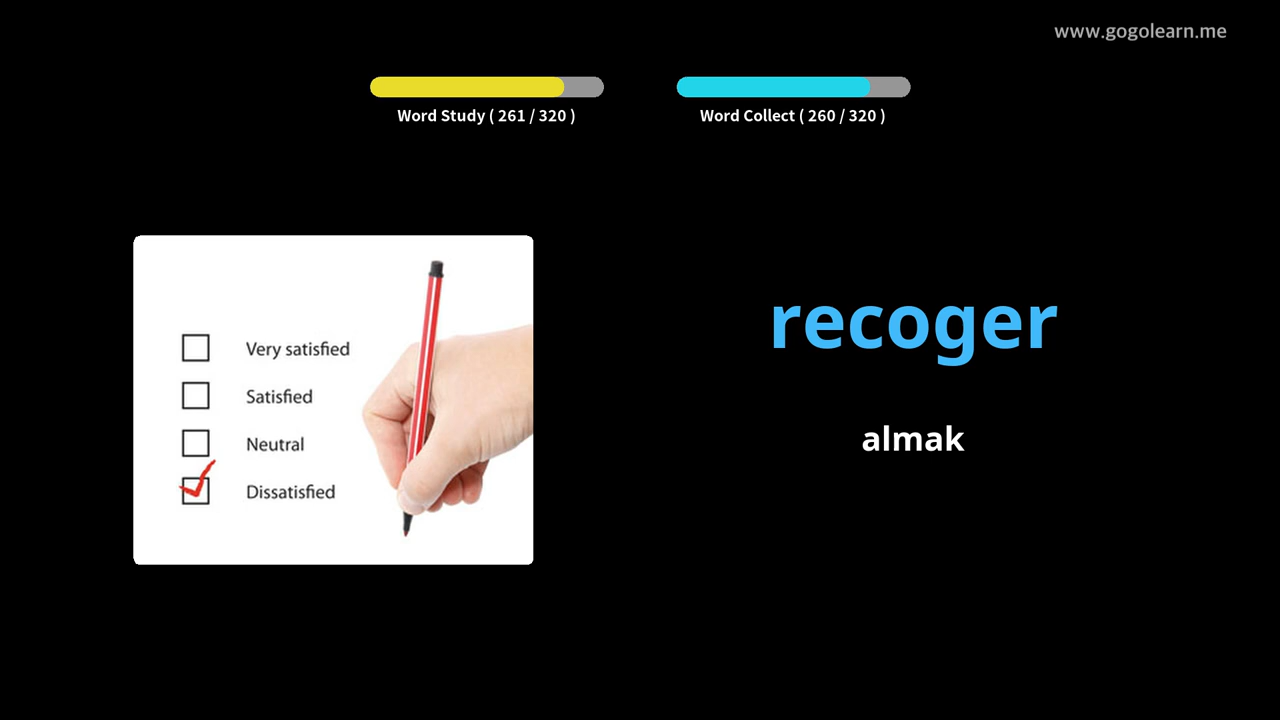 www.gogolearn.me
Word Study ( 261 / 320 )
Word Collect ( 260 / 320 )
Very satisfied
Satisfied
Neutral
Dissatisfied
recoger
almak